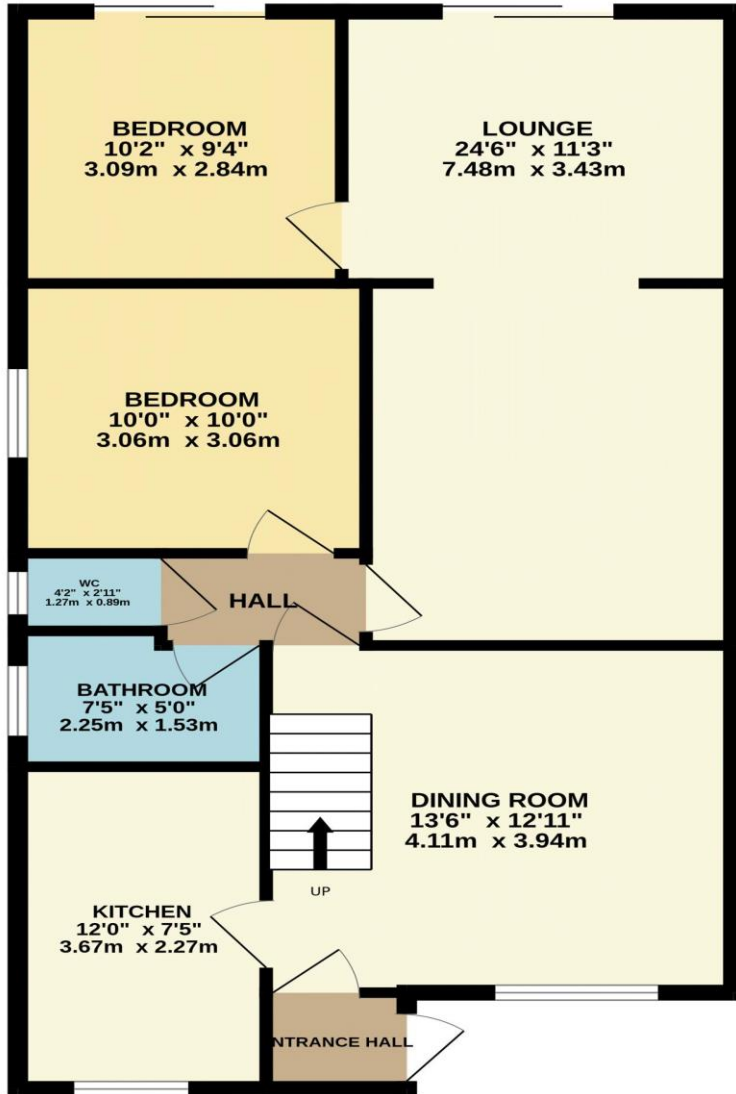 BEDROOM
10'2" x 9'4"
3.09m x 2.84m
LOUNGE
24'6" x 11'3"
7.48m x 3.43m
BEDROOM
10'0" x 10'0"
3.06m x 3.06m
WC
4'2" x 2'11"
1.27m x 0.89m
HALL
BATHROOM
7'5" x 5'0"
2.25m x 1.53m
DINING ROOM
13'6" x 12'11"
4.11m x 3.94m
UP
KITCHEN
12'0" x 7'5"
3.67m x 2.27m
NTRANCE HALL